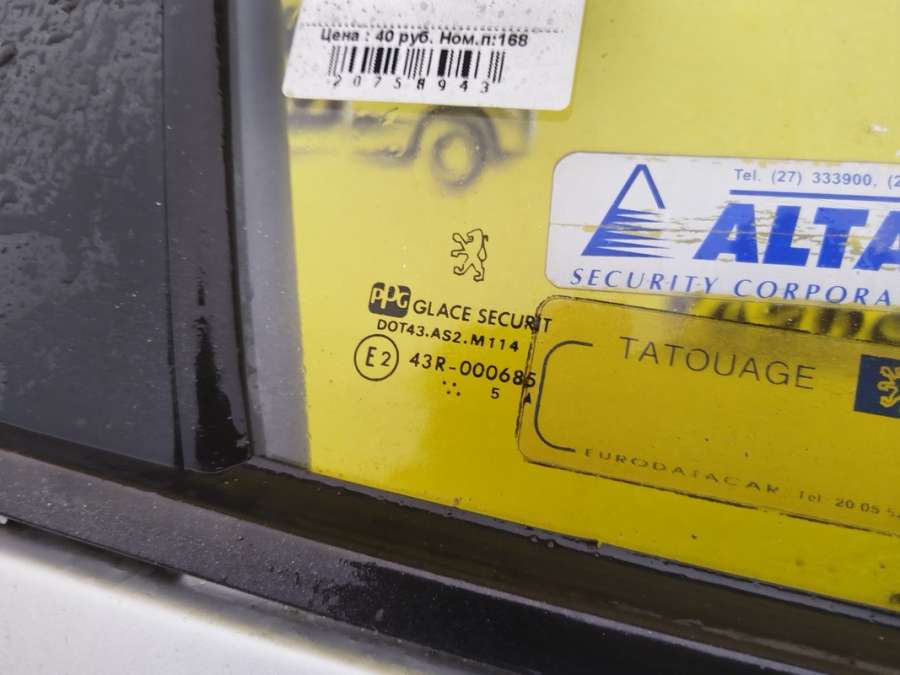 Цена : 40 руб. Ном.п:168
20758943
Tel. (27) 333900,
ALTA
SECURITY CORPORA
PPG GLACE SECURIT
DOT43.AS2.M114
E2 43R-000685
5 A
TATOUAGE
EURODATACAR Tel 20 05 5